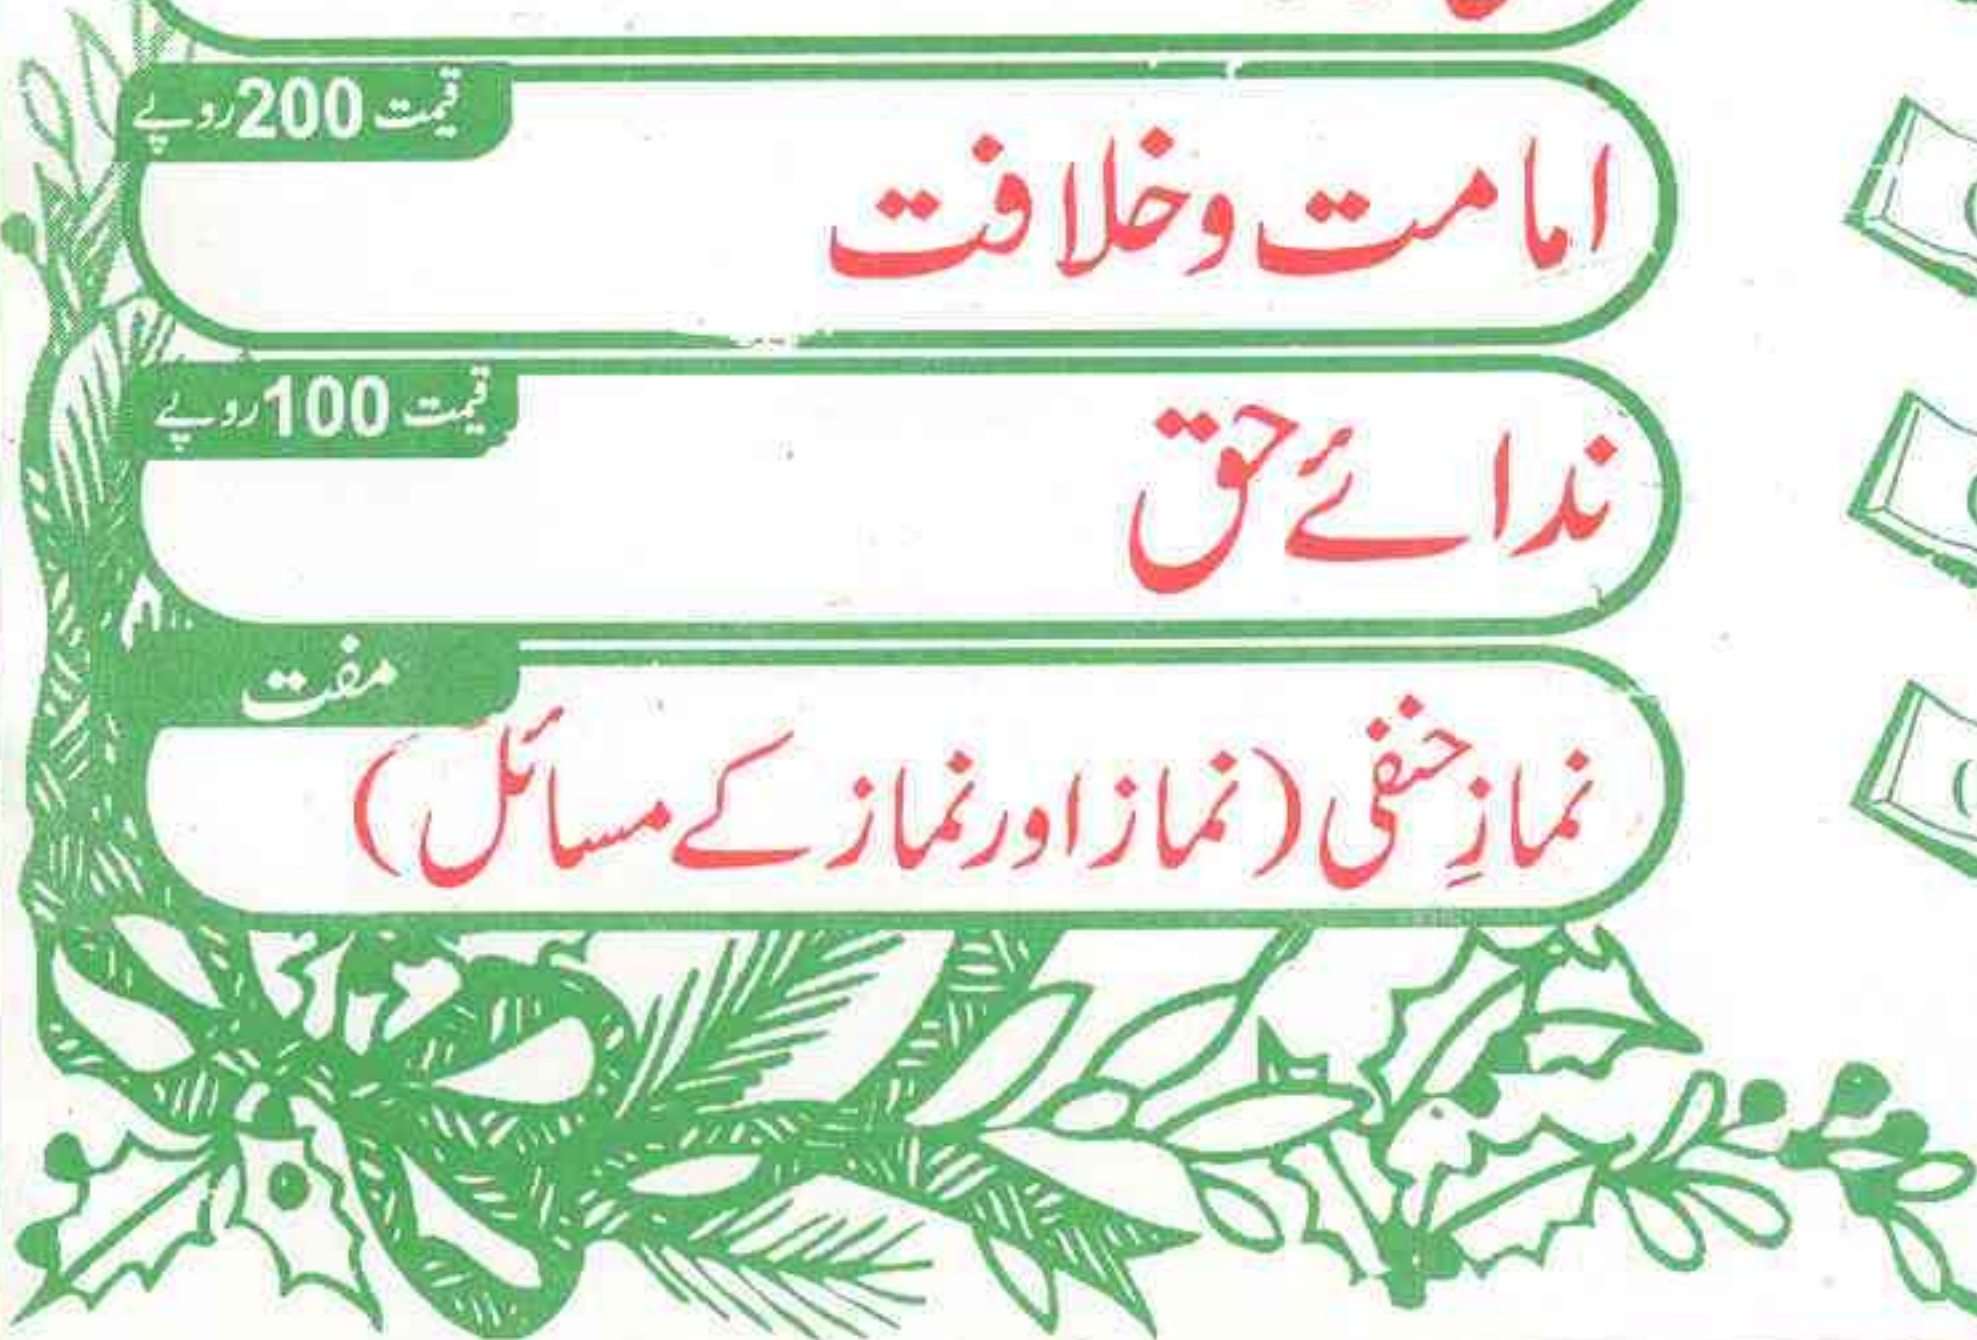 قیمت 200 روپے
امامت وخلافت
قیمت 100 روپے
ندائے حق
مفت
نمازِ حنفی (نماز اور نماز کے مسائل)